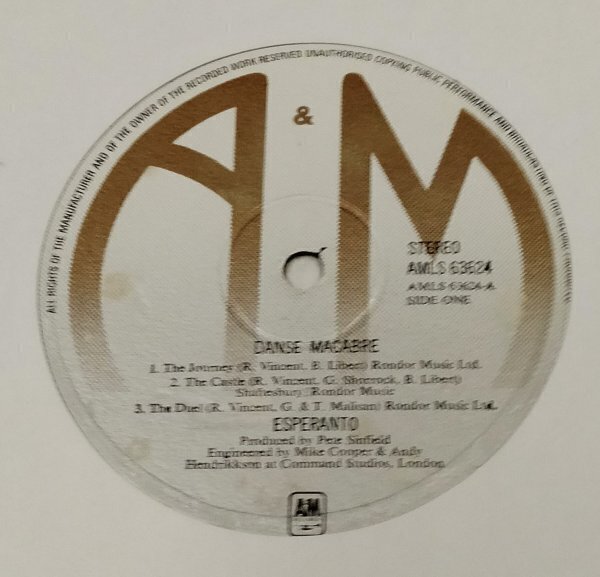 ALL RIGHTS OF THE MANUFACTURER AND OF THE OWNER OF THE RECORDED WORK RESERVED UNAUTHORISED COPYING PUBLIC PERFORMANCE AND BROADCASTING OF THIS RECORD PROHIBITED
A & M
STEREO
AMLS 63624
AMLS 63624-A
SIDE ONE
DANSE MACABRE
1. The Journey (R. Vincent, B. Libert) Rondor Music Ltd.
2. The Castle (R. Vincent, G. Shorrock, B. Libert)
Shaftesbury/Rondor Music
3. The Duel (R. Vincent, G. & T. Malisan) Rondor Music Ltd.
ESPERANTO
Produced by Pete Sinfield
Engineered by Mike Cooper & Andy
Hendrikksen at Command Studios, London
A&M
RECORDS